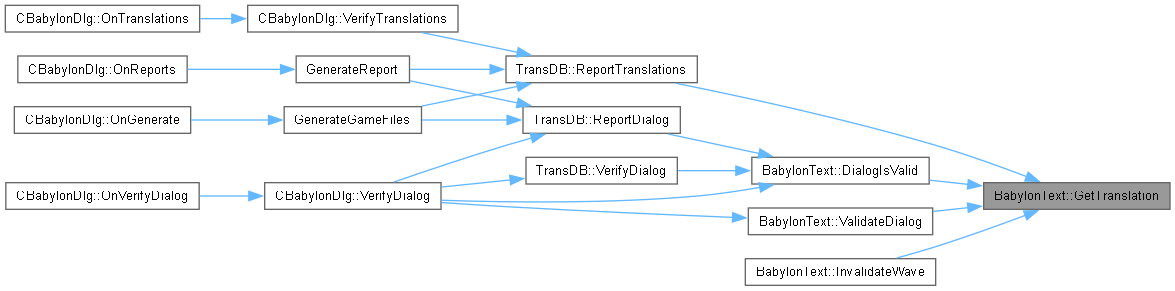 CBabylonDlg::OnTranslations
CBabylonDlg::VerifyTranslations
CBabylonDlg::OnReports
GenerateReport
TransDB::ReportTranslations
CBabylonDlg::OnGenerate
GenerateGameFiles
TransDB::ReportDialog
TransDB::VerifyDialog
BabylonText::DialogIsValid
CBabylonDlg::OnVerifyDialog
CBabylonDlg::VerifyDialog
BabylonText::GetTranslation
BabylonText::ValidateDialog
BabylonText::InvalidateWave